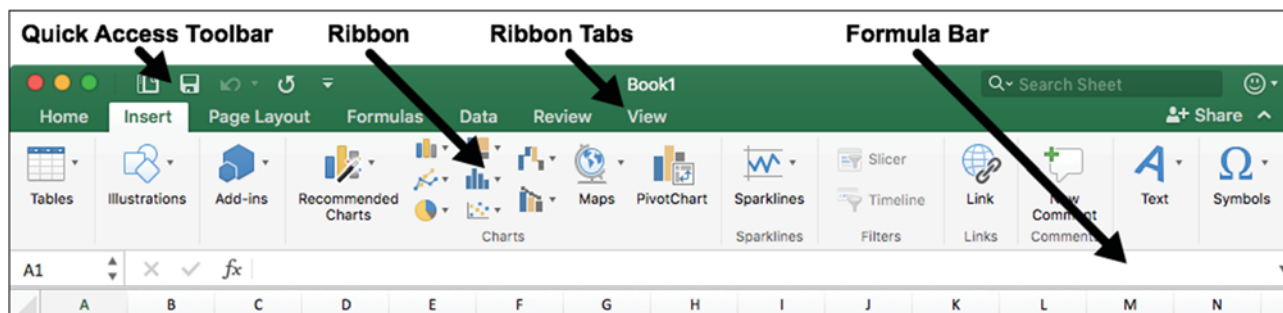 Quick Access Toolbar Ribbon Ribbon Tabs Formula Bar
Book1 Search Sheet
Home Insert Page Layout Formulas Data Review View Share
Tables Illustrations Add-ins Recommended Charts Maps PivotChart Sparklines Slicer Timeline Link New Comment Text Symbols
Charts Sparklines Filters Links Comments
A1 fx
A B C D E F G H I J K L M N